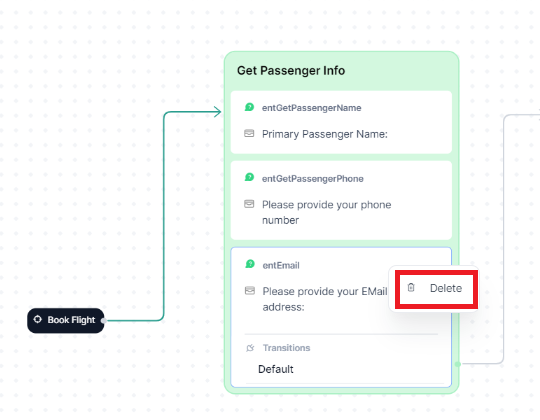 Get Passenger Info
entGetPassengerName
Primary Passenger Name:
entGetPassengerPhone
Please provide your phone
number
entEmail
Please provide your EMail
address:
Delete
Book Flight
Transitions
Default